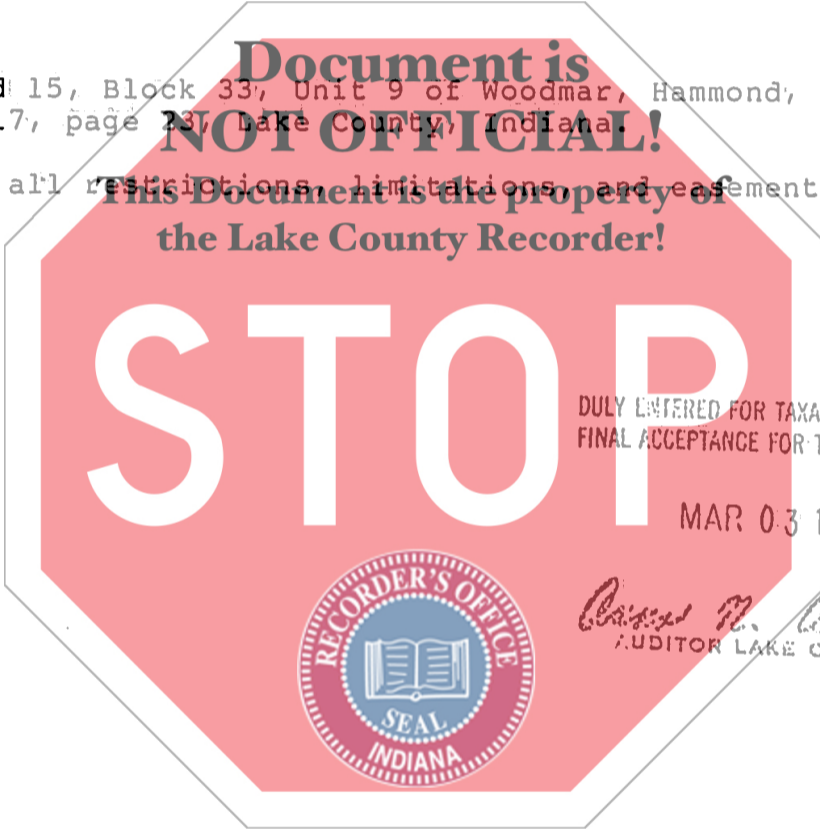 Document is
15, Block 33, Unit 9 of Woodmar, Hammond,
NOT OFFICIAL!
7, page 23, Lake County, Indiana.
all restrictions, limitations, and easement
This Document is the property of
the Lake County Recorder!
STOP
DULY ENTERED FOR TAXA
FINAL ACCEPTANCE FOR T
MAR 03 1
AUDITOR LAKE C
RECORDER'S OFFICE
SEAL
INDIANA